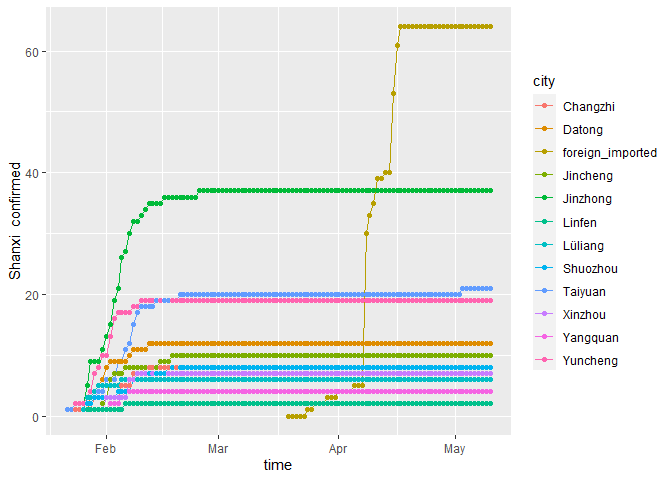 Shanxi confirmed
60
40
20
0
Feb
Mar
Apr
May
time
city
Changzhi
Datong
foreign_imported
Jincheng
Jinzhong
Linfen
Lüliang
Shuozhou
Taiyuan
Xinzhou
Yangquan
Yuncheng